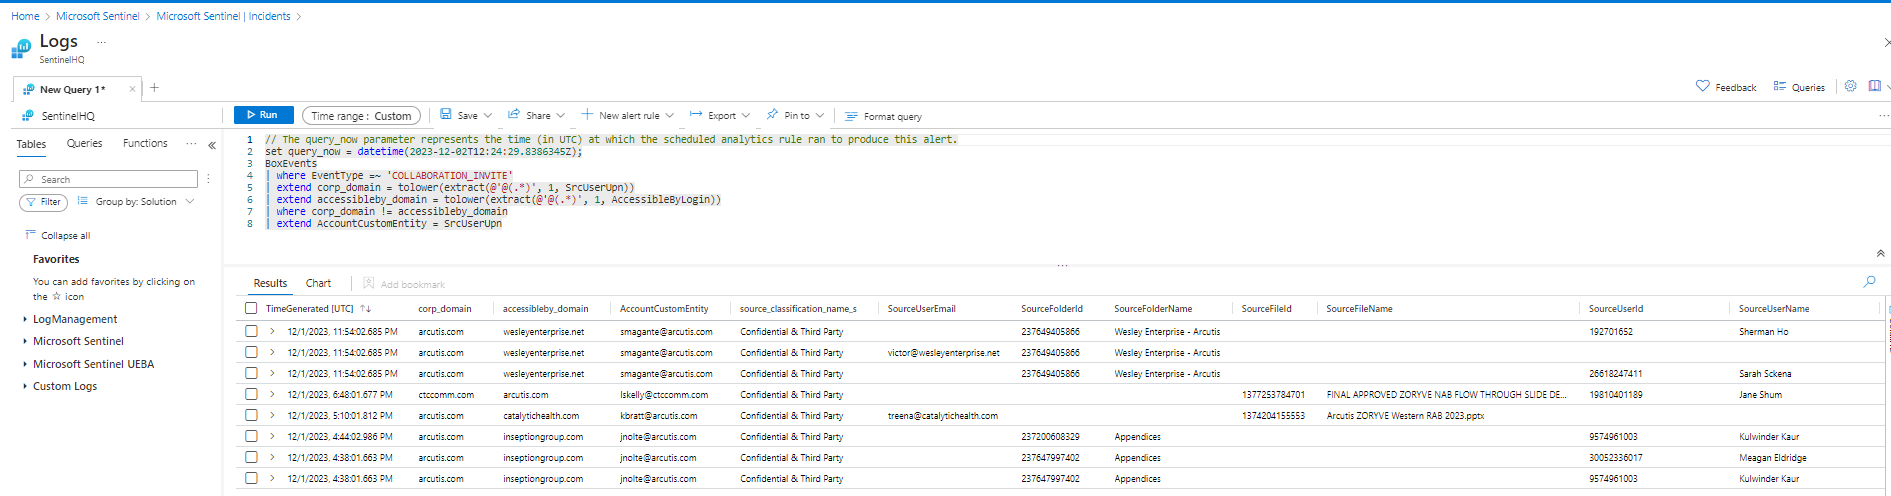 Home > Microsoft Sentinel > Microsoft Sentinel | Incidents >
Logs ...
SentinelHQ
New Query 1* × +
Feedback Queries
SentinelHQ Run Time range : Custom Save Share New alert rule Export Pin to Format query ...
Tables Queries Functions ... «
Search
Filter Group by: Solution
Collapse all
Favorites
You can add favorites by clicking on
the ☆ icon
LogManagement
Microsoft Sentinel
Microsoft Sentinel UEBA
Custom Logs
1 // The query_now parameter represents the time (in UTC) at which the scheduled analytics rule ran to produce this alert.
2 set query_now = datetime(2023-12-02T12:24:29.8386345Z);
3 BoxEvents
4 | where EventType =~ 'COLLABORATION_INVITE'
5 | extend corp_domain = tolower(extract(@'@(.*)', 1, SrcUserUpn))
6 | extend accessibleby_domain = tolower(extract(@'@(.*)', 1, AccessibleByLogin))
7 | where corp_domain != accessibleby_domain
8 | extend AccountCustomEntity = SrcUserUpn
Results Chart Add bookmark
TimeGenerated [UTC] ↑↓ corp_domain accessibleby_domain AccountCustomEntity source_classification_name_s SourceUserEmail SourceFolderId SourceFolderName SourceFileId SourceFileName SourceUserId SourceUserName
> 12/1/2023, 11:54:02.685 PM arcutis.com wesleyenterprise.net smagante@arcutis.com Confidential & Third Party 237649405866 Wesley Enterprise - Arcutis 192701652 Sherman Ho
> 12/1/2023, 11:54:02.685 PM arcutis.com wesleyenterprise.net smagante@arcutis.com Confidential & Third Party victor@wesleyenterprise.net 237649405866 Wesley Enterprise - Arcutis
> 12/1/2023, 11:54:02.685 PM arcutis.com wesleyenterprise.net smagante@arcutis.com Confidential & Third Party 237649405866 Wesley Enterprise - Arcutis 26618247411 Sarah Sckena
> 12/1/2023, 6:48:01.677 PM ctccomm.com arcutis.com lskelly@ctccomm.com Confidential & Third Party 1377253784701 FINAL APPROVED ZORYVE NAB FLOW THROUGH SLIDE DE... 19810401189 Jane Shum
> 12/1/2023, 5:10:01.812 PM arcutis.com catalytichealth.com kbratt@arcutis.com Confidential & Third Party treena@catalytichealth.com 1374204155553 Arcutis ZORYVE Western RAB 2023.pptx
> 12/1/2023, 4:44:02.986 PM arcutis.com inseptiongroup.com jnolte@arcutis.com Confidential & Third Party 237200608329 Appendices 9574961003 Kulwinder Kaur
> 12/1/2023, 4:38:01.663 PM arcutis.com inseptiongroup.com jnolte@arcutis.com Confidential & Third Party 237647997402 Appendices 30052336017 Meagan Eldridge
> 12/1/2023, 4:38:01.663 PM arcutis.com inseptiongroup.com jnolte@arcutis.com Confidential & Third Party 237647997402 Appendices 9574961003 Kulwinder Kaur